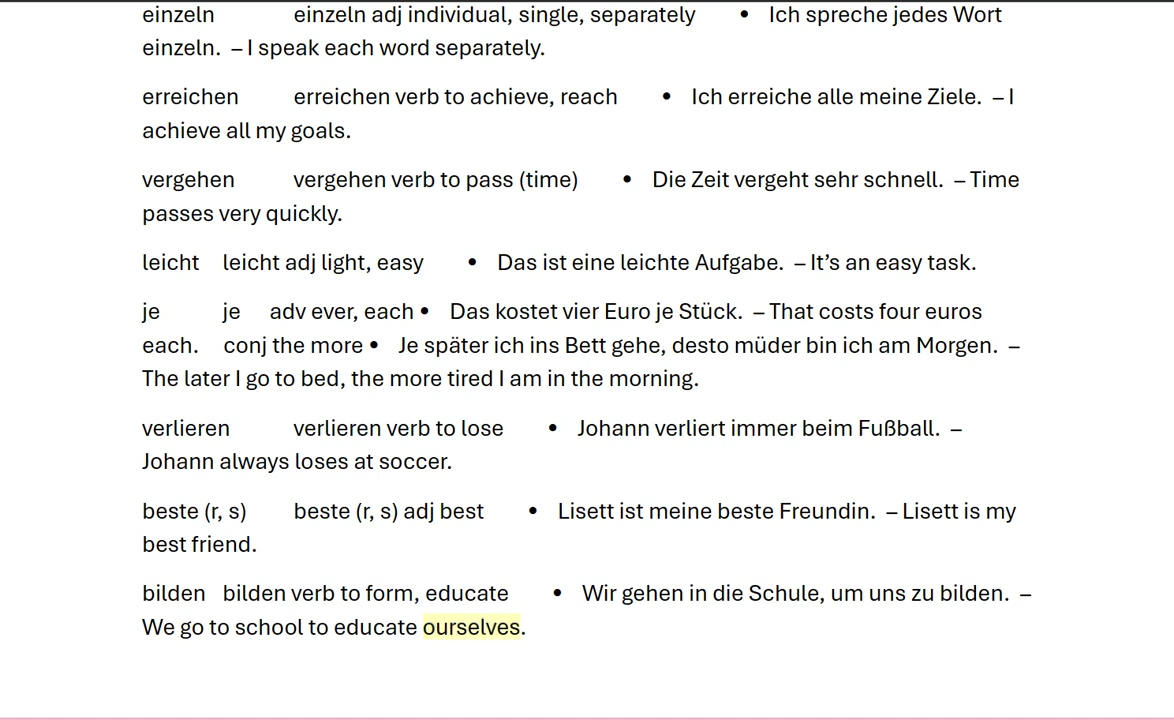 einzeln einzeln adj individual, single, separately • Ich spreche jedes Wort
einzeln. – I speak each word separately.
erreichen erreichen verb to achieve, reach • Ich erreiche alle meine Ziele. – I
achieve all my goals.
vergehen vergehen verb to pass (time) • Die Zeit vergeht sehr schnell. – Time
passes very quickly.
leicht leicht adj light, easy • Das ist eine leichte Aufgabe. – It’s an easy task.
je je adv ever, each • Das kostet vier Euro je Stück. – That costs four euros
each. conj the more • Je später ich ins Bett gehe, desto müder bin ich am Morgen. –
The later I go to bed, the more tired I am in the morning.
verlieren verlieren verb to lose • Johann verliert immer beim Fußball. –
Johann always loses at soccer.
beste (r, s) beste (r, s) adj best • Lisett ist meine beste Freundin. – Lisett is my
best friend.
bilden bilden verb to form, educate • Wir gehen in die Schule, um uns zu bilden. –
We go to school to educate ourselves.